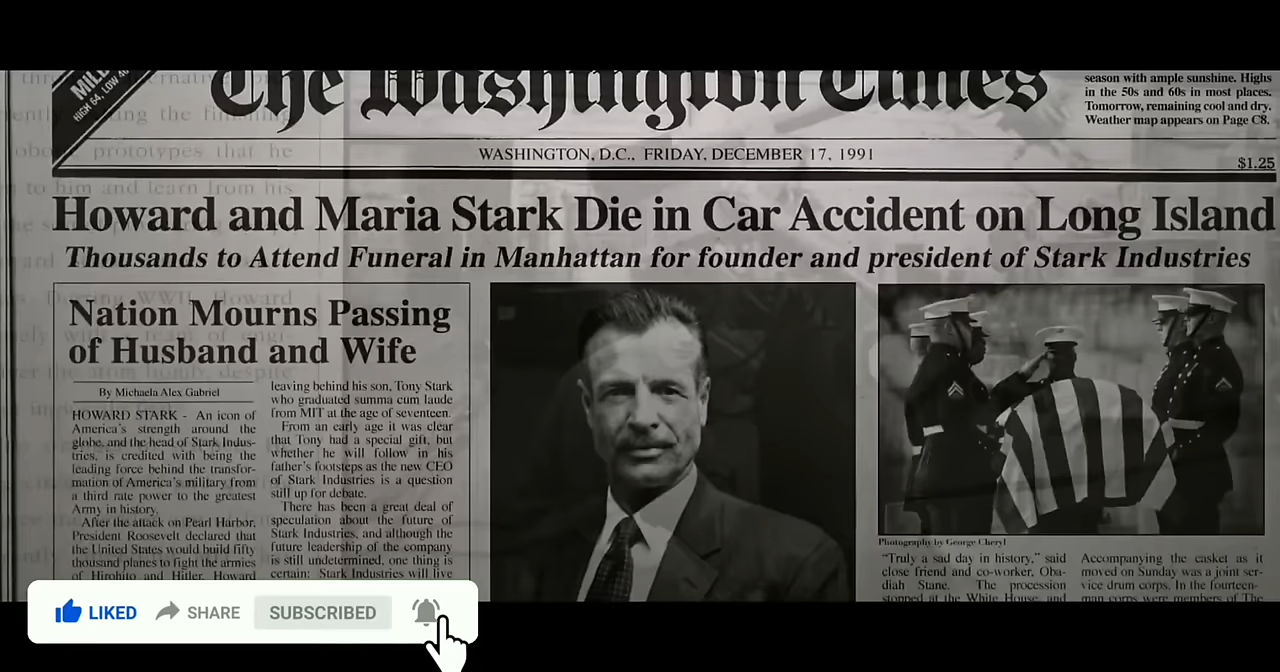 MILD
HIGH 64, LOW
The Washington Times
season with ample sunshine. Highs
in the 50s and 60s in most places.
Tomorrow, remaining cool and dry.
Weather map appears on Page C8.
WASHINGTON, D.C., FRIDAY, DECEMBER 17, 1991
$1.25
Howard and Maria Stark Die in Car Accident on Long Island
Thousands to Attend Funeral in Manhattan for founder and president of Stark Industries
the
prototypes that he
to him and learn from his
Nation Mourns Passing
of Husband and Wife
By Michaela Alex Gabriel
HOWARD STARK - An icon of
America's strength around the
globe, and the head of Stark Indus-
tries, is credited with being the
leading force behind the transfor-
mation of America's military from
a third rate power to the greatest
Army in history.
After the attack on Pearl Harbor,
President Roosevelt declared that
the United States would build fifty
thousand planes to fight the armies
of Hirohito and Hitler. Howard
leaving behind his son, Tony Stark
who graduated summa cum laude
from MIT at the age of seventeen.
From an early age it was clear
that Tony had a special gift, but
whether he will follow in his
father's footsteps as the new CEO
of Stark Industries is a question
still up for debate.
There has been a great deal of
speculation about the future of
Stark Industries, and although the
future leadership of the company
is still undetermined, one thing is
certain: Stark Industries will live
Photography by George Cheryl
"Truly a sad day in history," said
close friend and co-worker, Oba-
diah Stane. The procession
stopped at the White House, and
Accompanying the casket as it
moved on Sunday was a joint ser-
vice drum corps. In the fourteen-
man corps were members of The
LIKED
SHARE
SUBSCRIBED